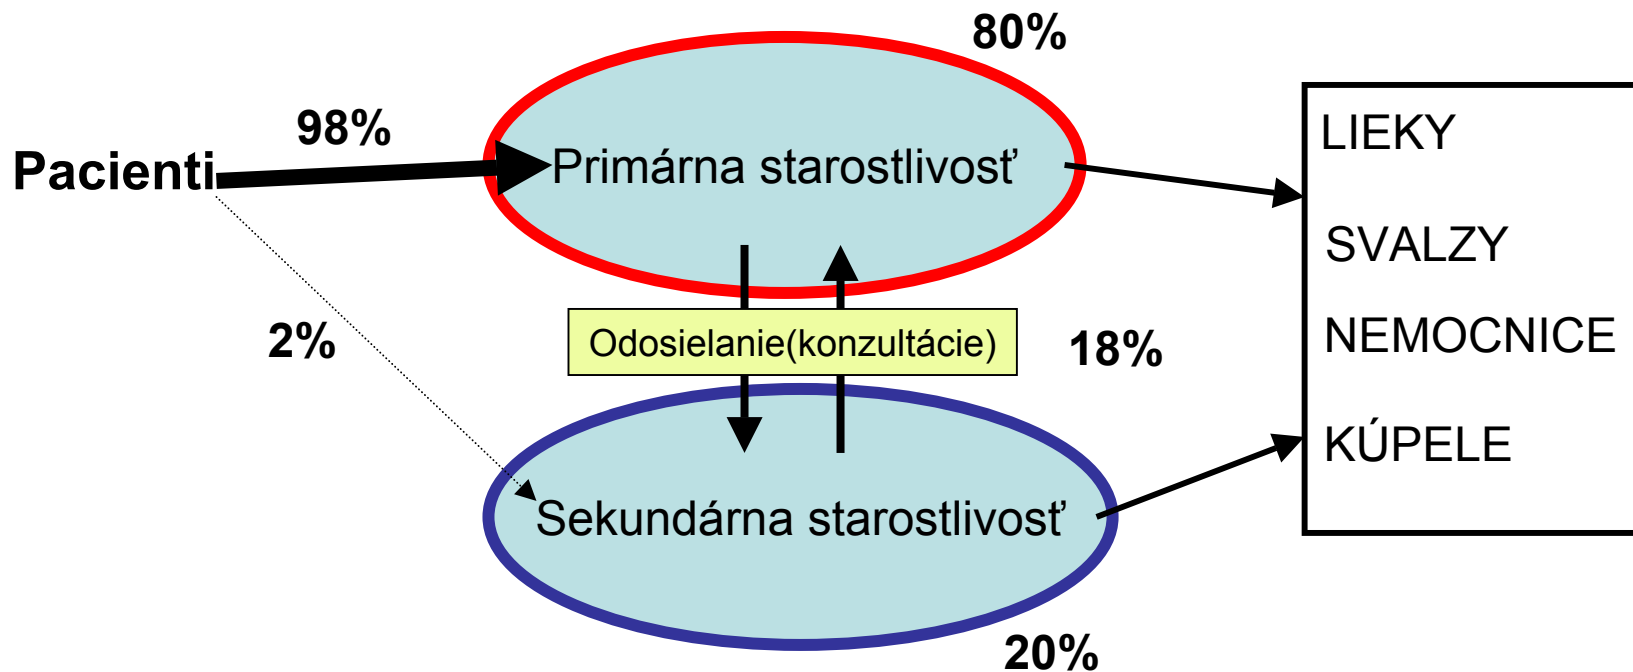 80%
98%
Pacienti
Primárna starostlivosť
LIEKY
SVALZY
2%
Odosielanie(konzultácie)
18%
NEMOCNICE
KÚPELE
Sekundárna starostlivosť
20%